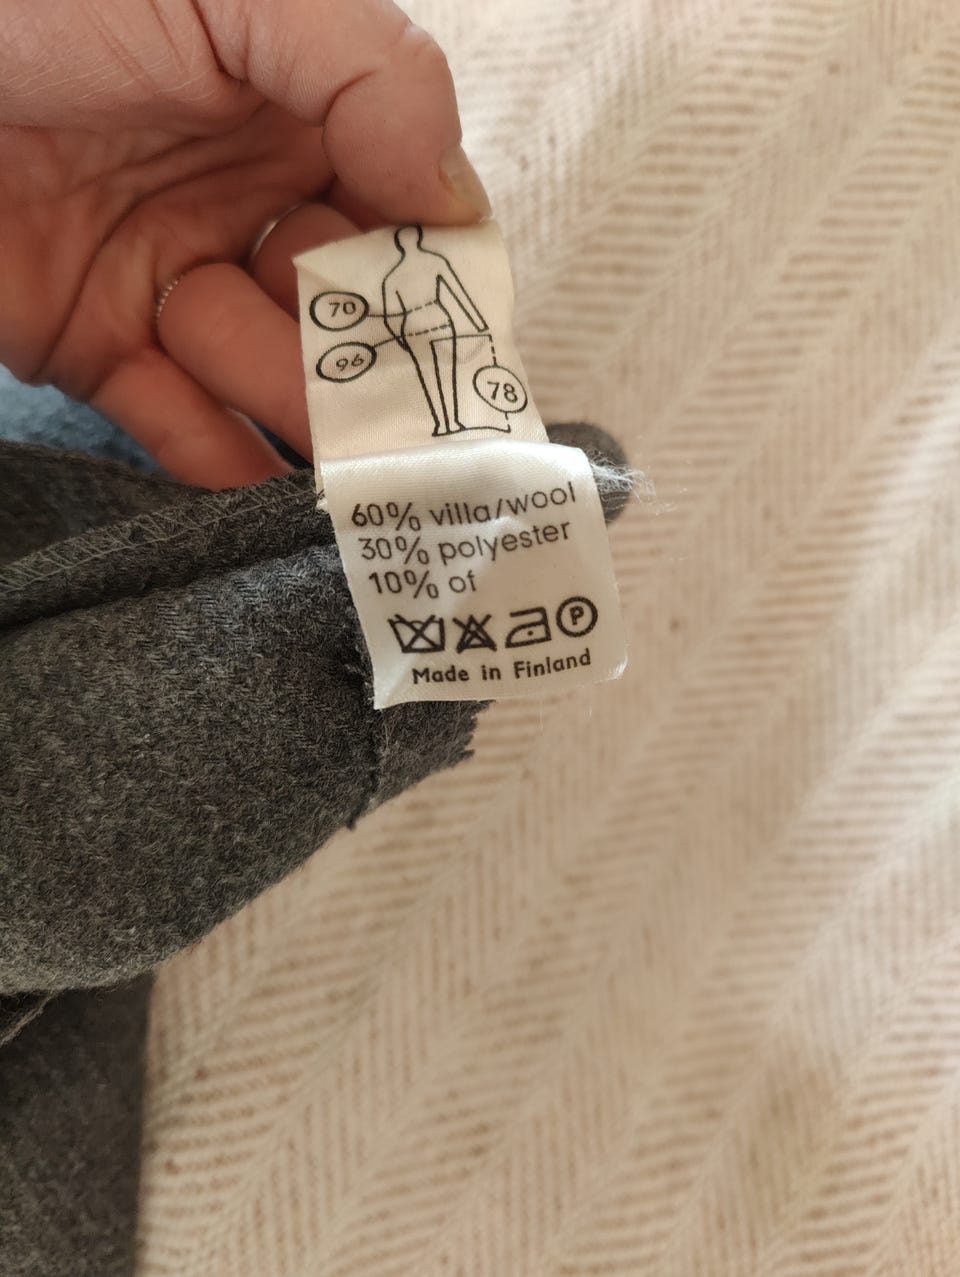 70
96
78
60% villa/wool
30% polyester
10% of
P
Made in Finland